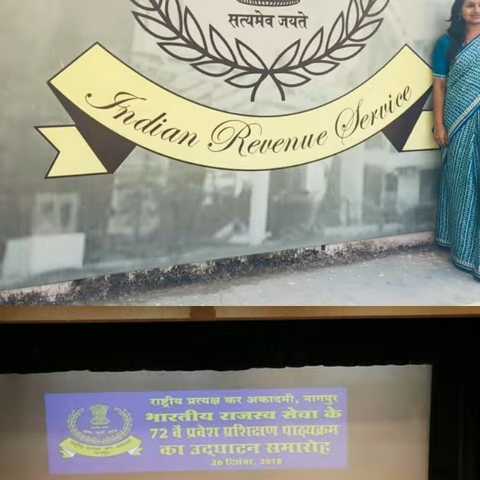 सत्यमेव जयते
Indian Revenue Service
राष्ट्रीय प्रत्यक्ष कर अकादमी, नागपुर
भारतीय राजस्व सेवा के
72 वें प्रवेश प्रशिक्षण पाठ्यक्रम
का उद्घाटन समारोह
26 दिसंबर, 2018